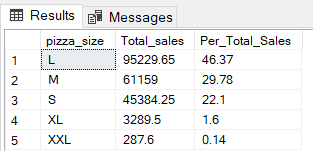 Results Messages
pizza_size Total_sales Per_Total_Sales
1 L 95229.65 46.37
2 M 61159 29.78
3 S 45384.25 22.1
4 XL 3289.5 1.6
5 XXL 287.6 0.14